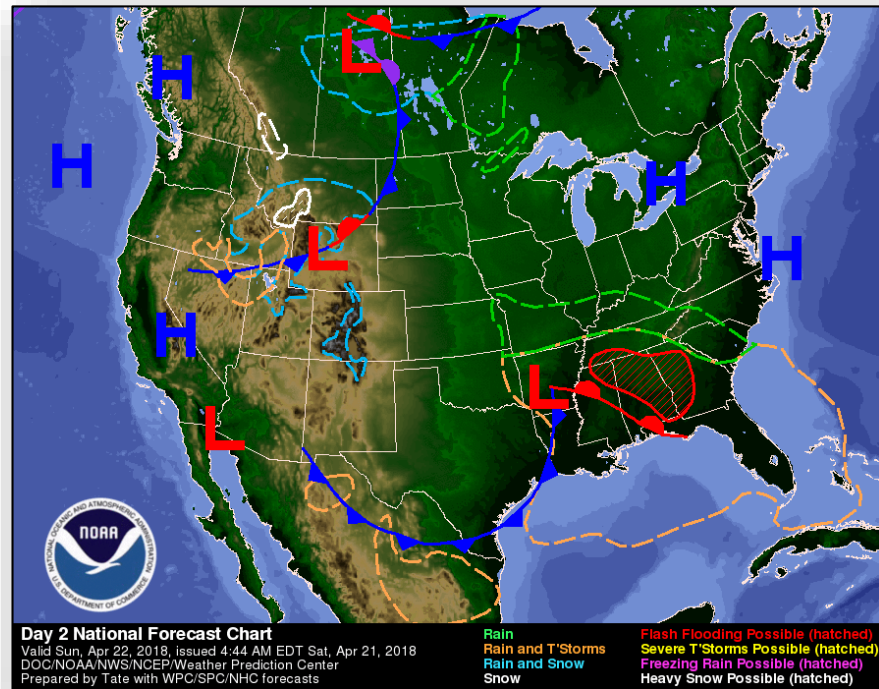 L
H
H
H
L
H
H
L
L
NATIONAL OCEANIC AND ATMOSPHERIC ADMINISTRATION
NOAA
U.S. DEPARTMENT OF COMMERCE
Day 2 National Forecast Chart
Valid Sun, Apr 22, 2018, issued 4:44 AM EDT Sat, Apr 21, 2018
DOC/NOAA/NWS/NCEP/Weather Prediction Center
Prepared by Tate with WPC/SPC/NHC forecasts
Rain
Rain and T'Storms
Rain and Snow
Snow
Flash Flooding Possible (hatched)
Severe T'Storms Possible (hatched)
Freezing Rain Possible (hatched)
Heavy Snow Possible (hatched)